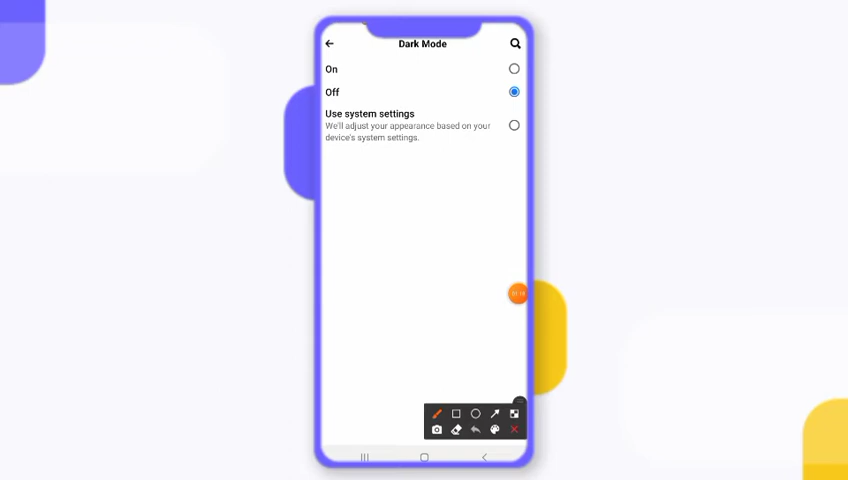 Dark Mode
On
Off
Use system settings
We'll adjust your appearance based on your
device's system settings.